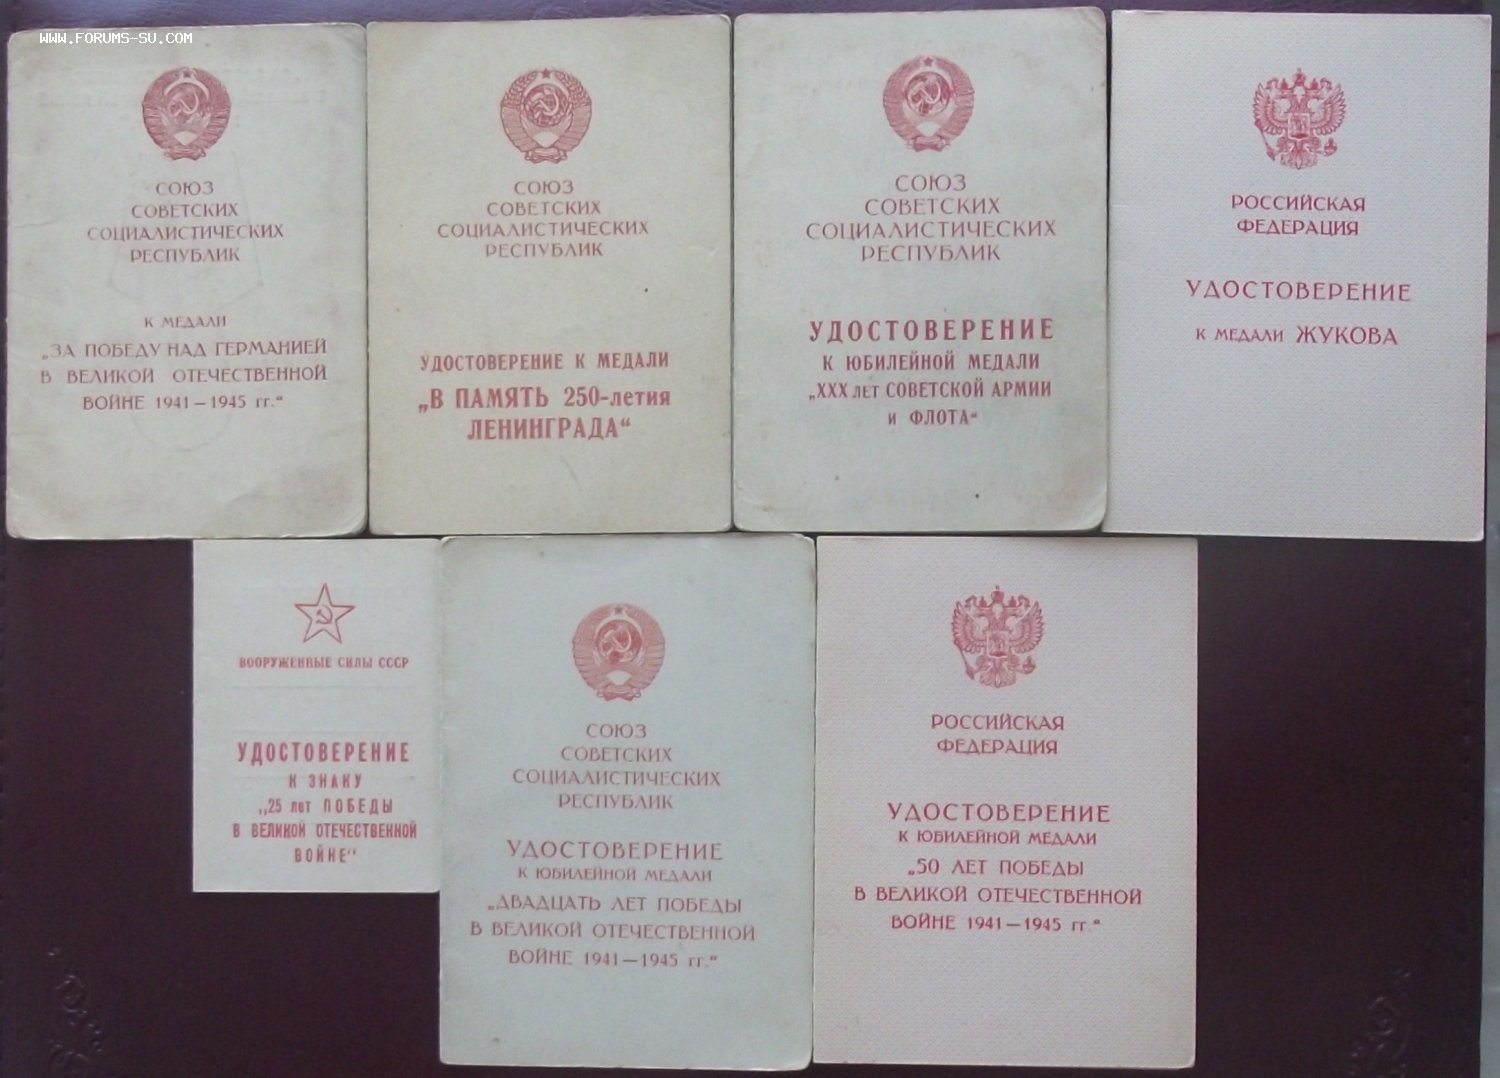 WWW.FORUMS-SU.COM
СОЮЗ
СОВЕТСКИХ
СОЦИАЛИСТИЧЕСКИХ
РЕСПУБЛИК
К МЕДАЛИ
„ЗА ПОБЕДУ НАД ГЕРМАНИЕЙ
В ВЕЛИКОЙ ОТЕЧЕСТВЕННОЙ
ВОЙНЕ 1941—1945 гг.“
СОЮЗ
СОВЕТСКИХ
СОЦИАЛИСТИЧЕСКИХ
РЕСПУБЛИК
УДОСТОВЕРЕНИЕ К МЕДАЛИ
„В ПАМЯТЬ 250-летия
ЛЕНИНГРАДА“
СОЮЗ
СОВЕТСКИХ
СОЦИАЛИСТИЧЕСКИХ
РЕСПУБЛИК
УДОСТОВЕРЕНИЕ
К ЮБИЛЕЙНОЙ МЕДАЛИ
„XXX лет СОВЕТСКОЙ АРМИИ
и ФЛОТА“
РОССИЙСКАЯ
ФЕДЕРАЦИЯ
УДОСТОВЕРЕНИЕ
К МЕДАЛИ ЖУКОВА
ВООРУЖЕННЫЕ СИЛЫ СССР
УДОСТОВЕРЕНИЕ
К ЗНАКУ
„25 лет ПОБЕДЫ
В ВЕЛИКОЙ ОТЕЧЕСТВЕННОЙ
ВОЙНЕ“
СОЮЗ
СОВЕТСКИХ
СОЦИАЛИСТИЧЕСКИХ
РЕСПУБЛИК
УДОСТОВЕРЕНИЕ
К ЮБИЛЕЙНОЙ МЕДАЛИ
„ДВАДЦАТЬ ЛЕТ ПОБЕДЫ
В ВЕЛИКОЙ ОТЕЧЕСТВЕННОЙ
ВОЙНЕ 1941—1945 гг.“
РОССИЙСКАЯ
ФЕДЕРАЦИЯ
УДОСТОВЕРЕНИЕ
К ЮБИЛЕЙНОЙ МЕДАЛИ
„50 ЛЕТ ПОБЕДЫ
В ВЕЛИКОЙ ОТЕЧЕСТВЕННОЙ
ВОЙНЕ 1941—1945 гг.“